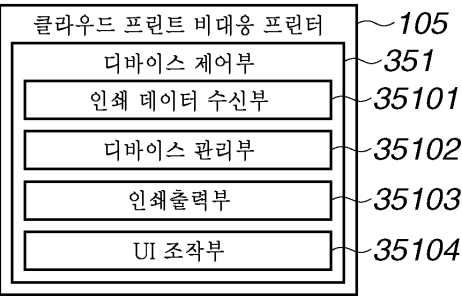 클라우드 프린트 비대응 프린터 105
디바이스 제어부 351
인쇄 데이터 수신부 35101
디바이스 관리부 35102
인쇄출력부 35103
UI 조작부 35104